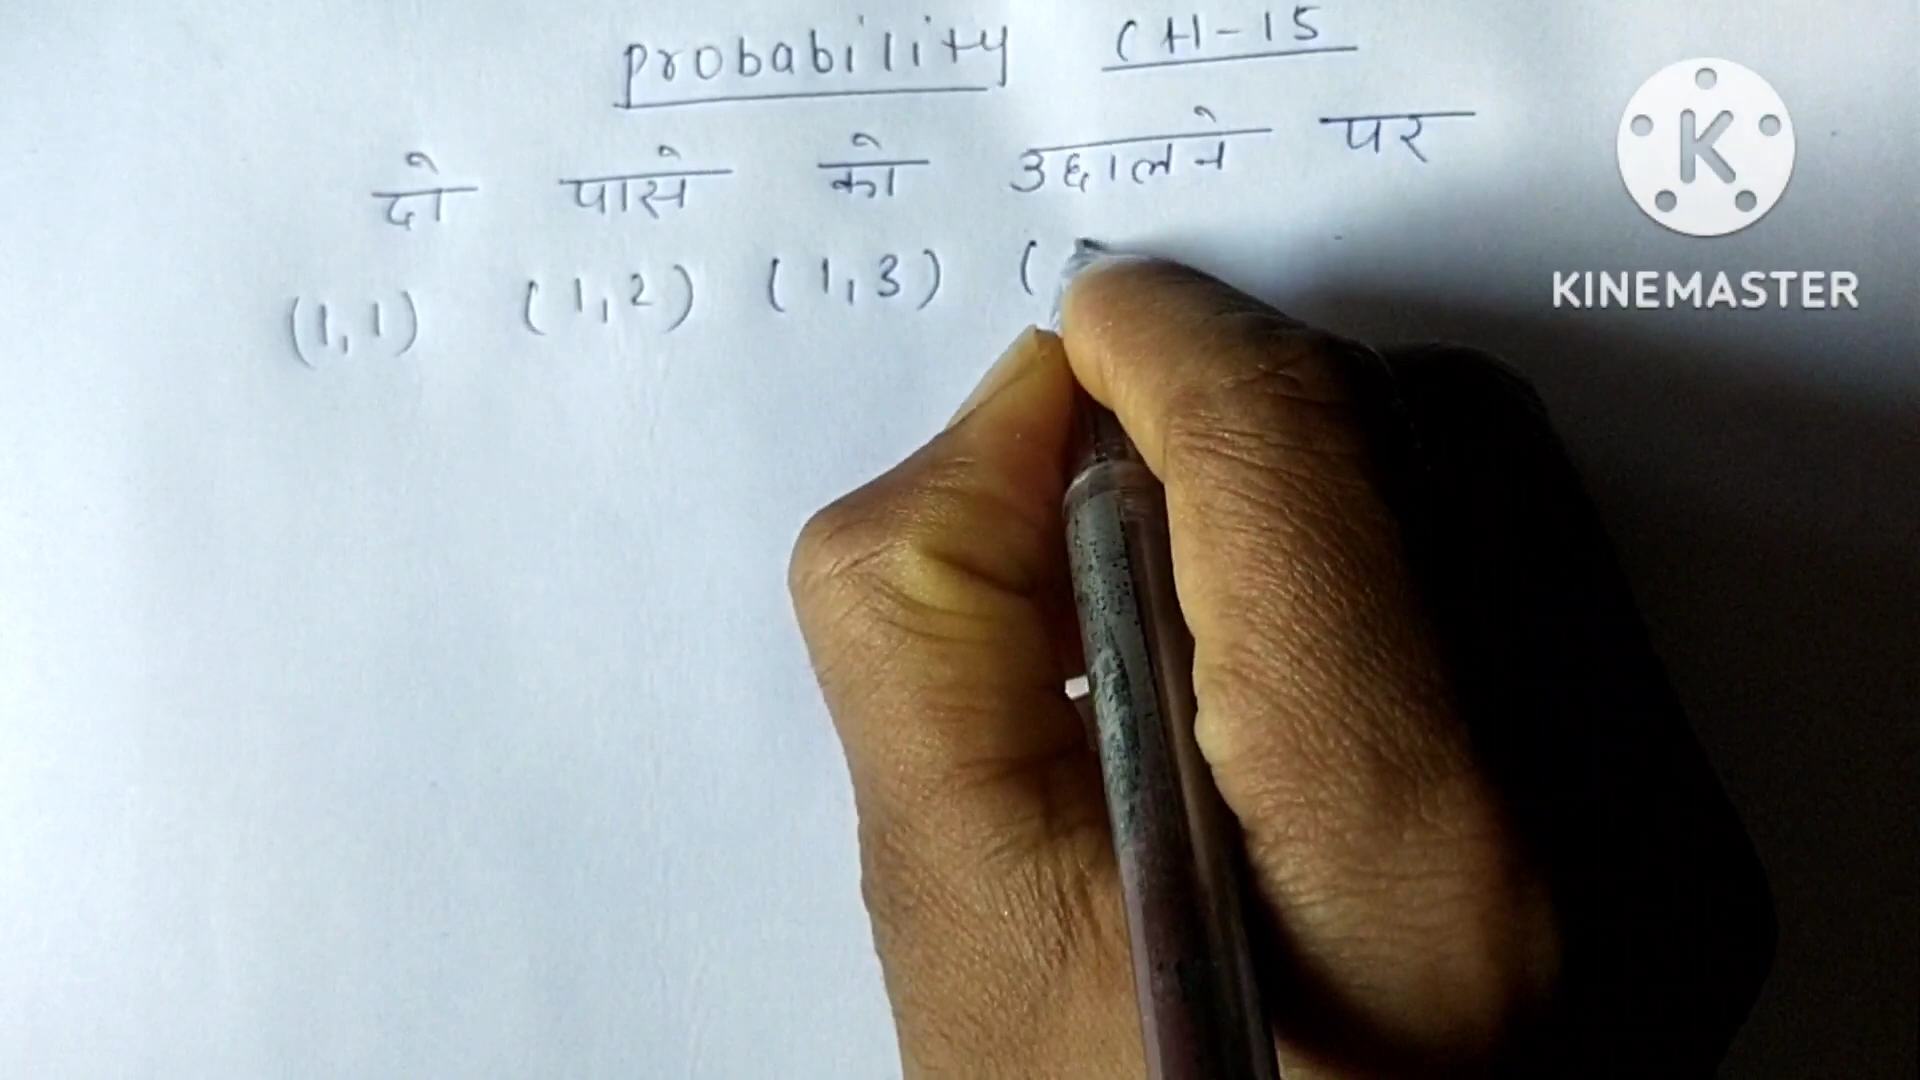 probability CH-15
दो पासे को उछालने पर
(1,1) (1,2) (1,3) (
K
KINEMASTER